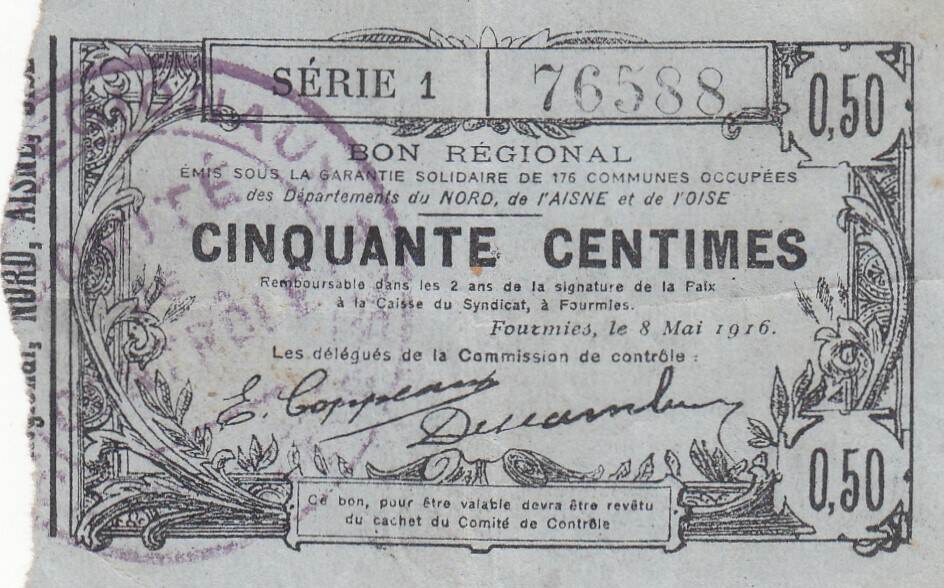 SÉRIE 1
76588
0,50
BON RÉGIONAL
ÉMIS SOUS LA GARANTIE SOLIDAIRE DE 176 COMMUNES OCCUPÉES
des Départements du NORD, de l'AISNE et de l'OISE
CINQUANTE CENTIMES
Remboursable dans les 2 ans de la signature de la Paix
à la Caisse du Syndicat, à Fourmies.
Fourmies, le 8 Mai 1916.
Les délégués de la Commission de contrôle :
E. Coppeaux
0,50
Ce bon, pour être valable devra être revêtu
du cachet du Comité de Contrôle
NORD, AISNE,